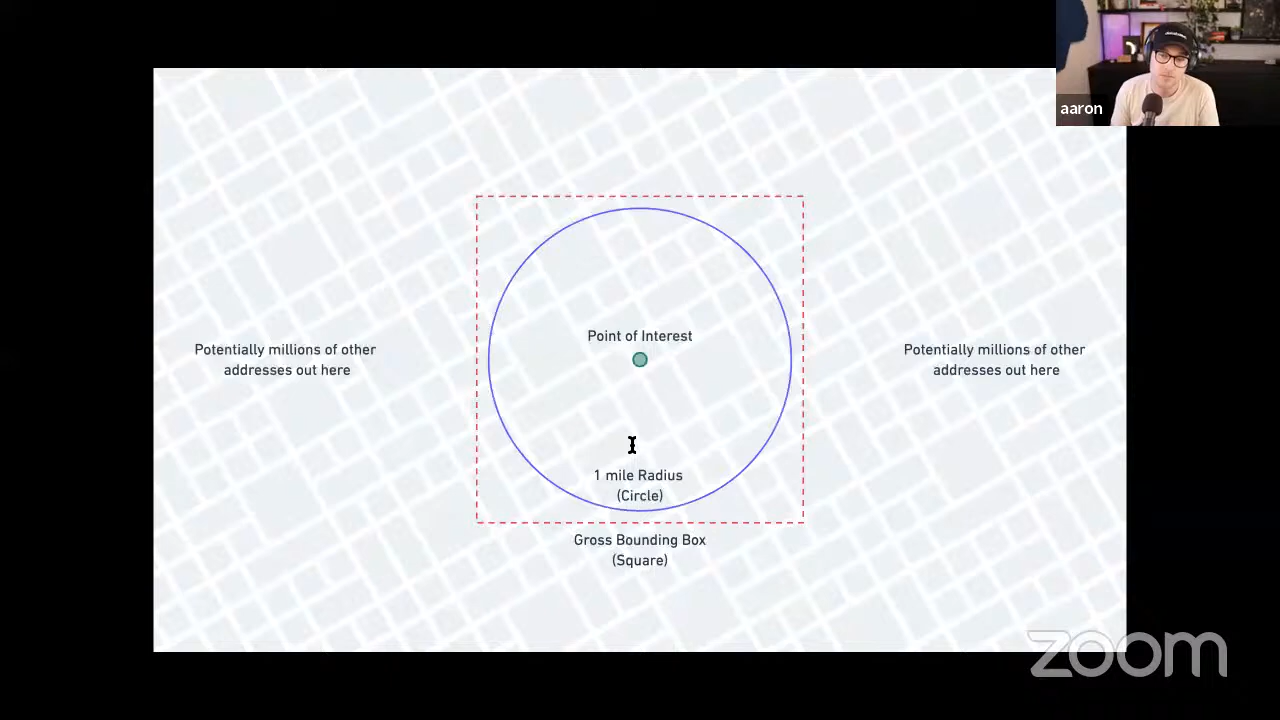 aaron
Point of Interest
Potentially millions of other
addresses out here
Potentially millions of other
addresses out here
1 mile Radius
(Circle)
Gross Bounding Box
(Square)
zoom